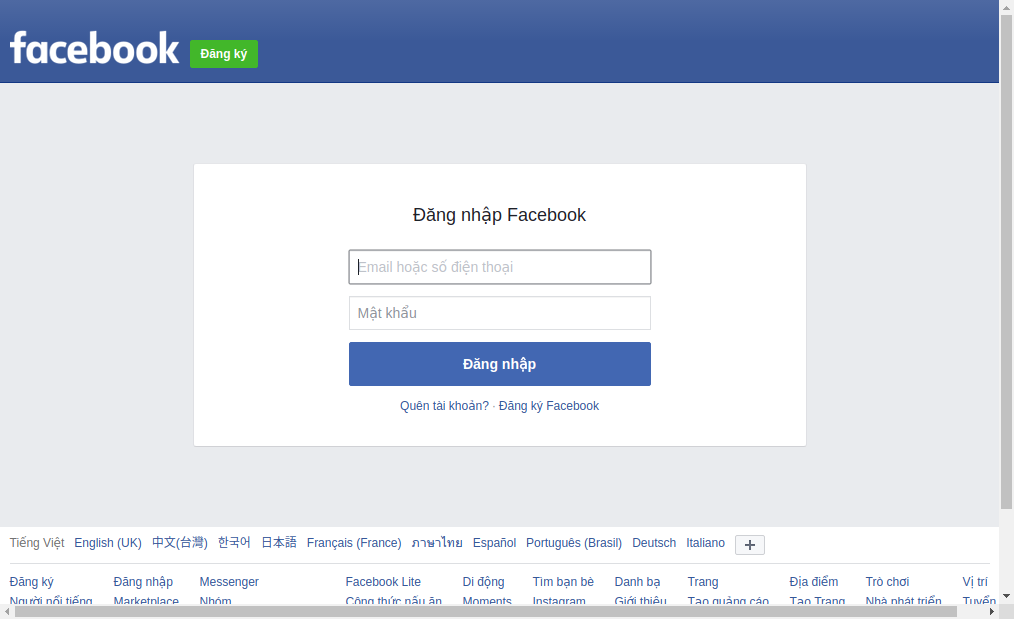 facebook Đăng ký
Đăng nhập Facebook
Email hoặc số điện thoại
Mật khẩu
Đăng nhập
Quên tài khoản? · Đăng ký Facebook
Tiếng Việt English (UK) 中文(台灣) 한국어 日本語 Français (France) ภาษาไทย Español Português (Brasil) Deutsch Italiano
Đăng ký Đăng nhập Messenger Facebook Lite Di động Tìm bạn bè Danh bạ Trang Địa điểm Trò chơi Vị trí
Người nổi tiếng Marketplace Nhóm Công thức nấu ăn Moments Instagram Giới thiệu Tạo quảng cáo Tạo Trang Nhà phát triển Tuyển